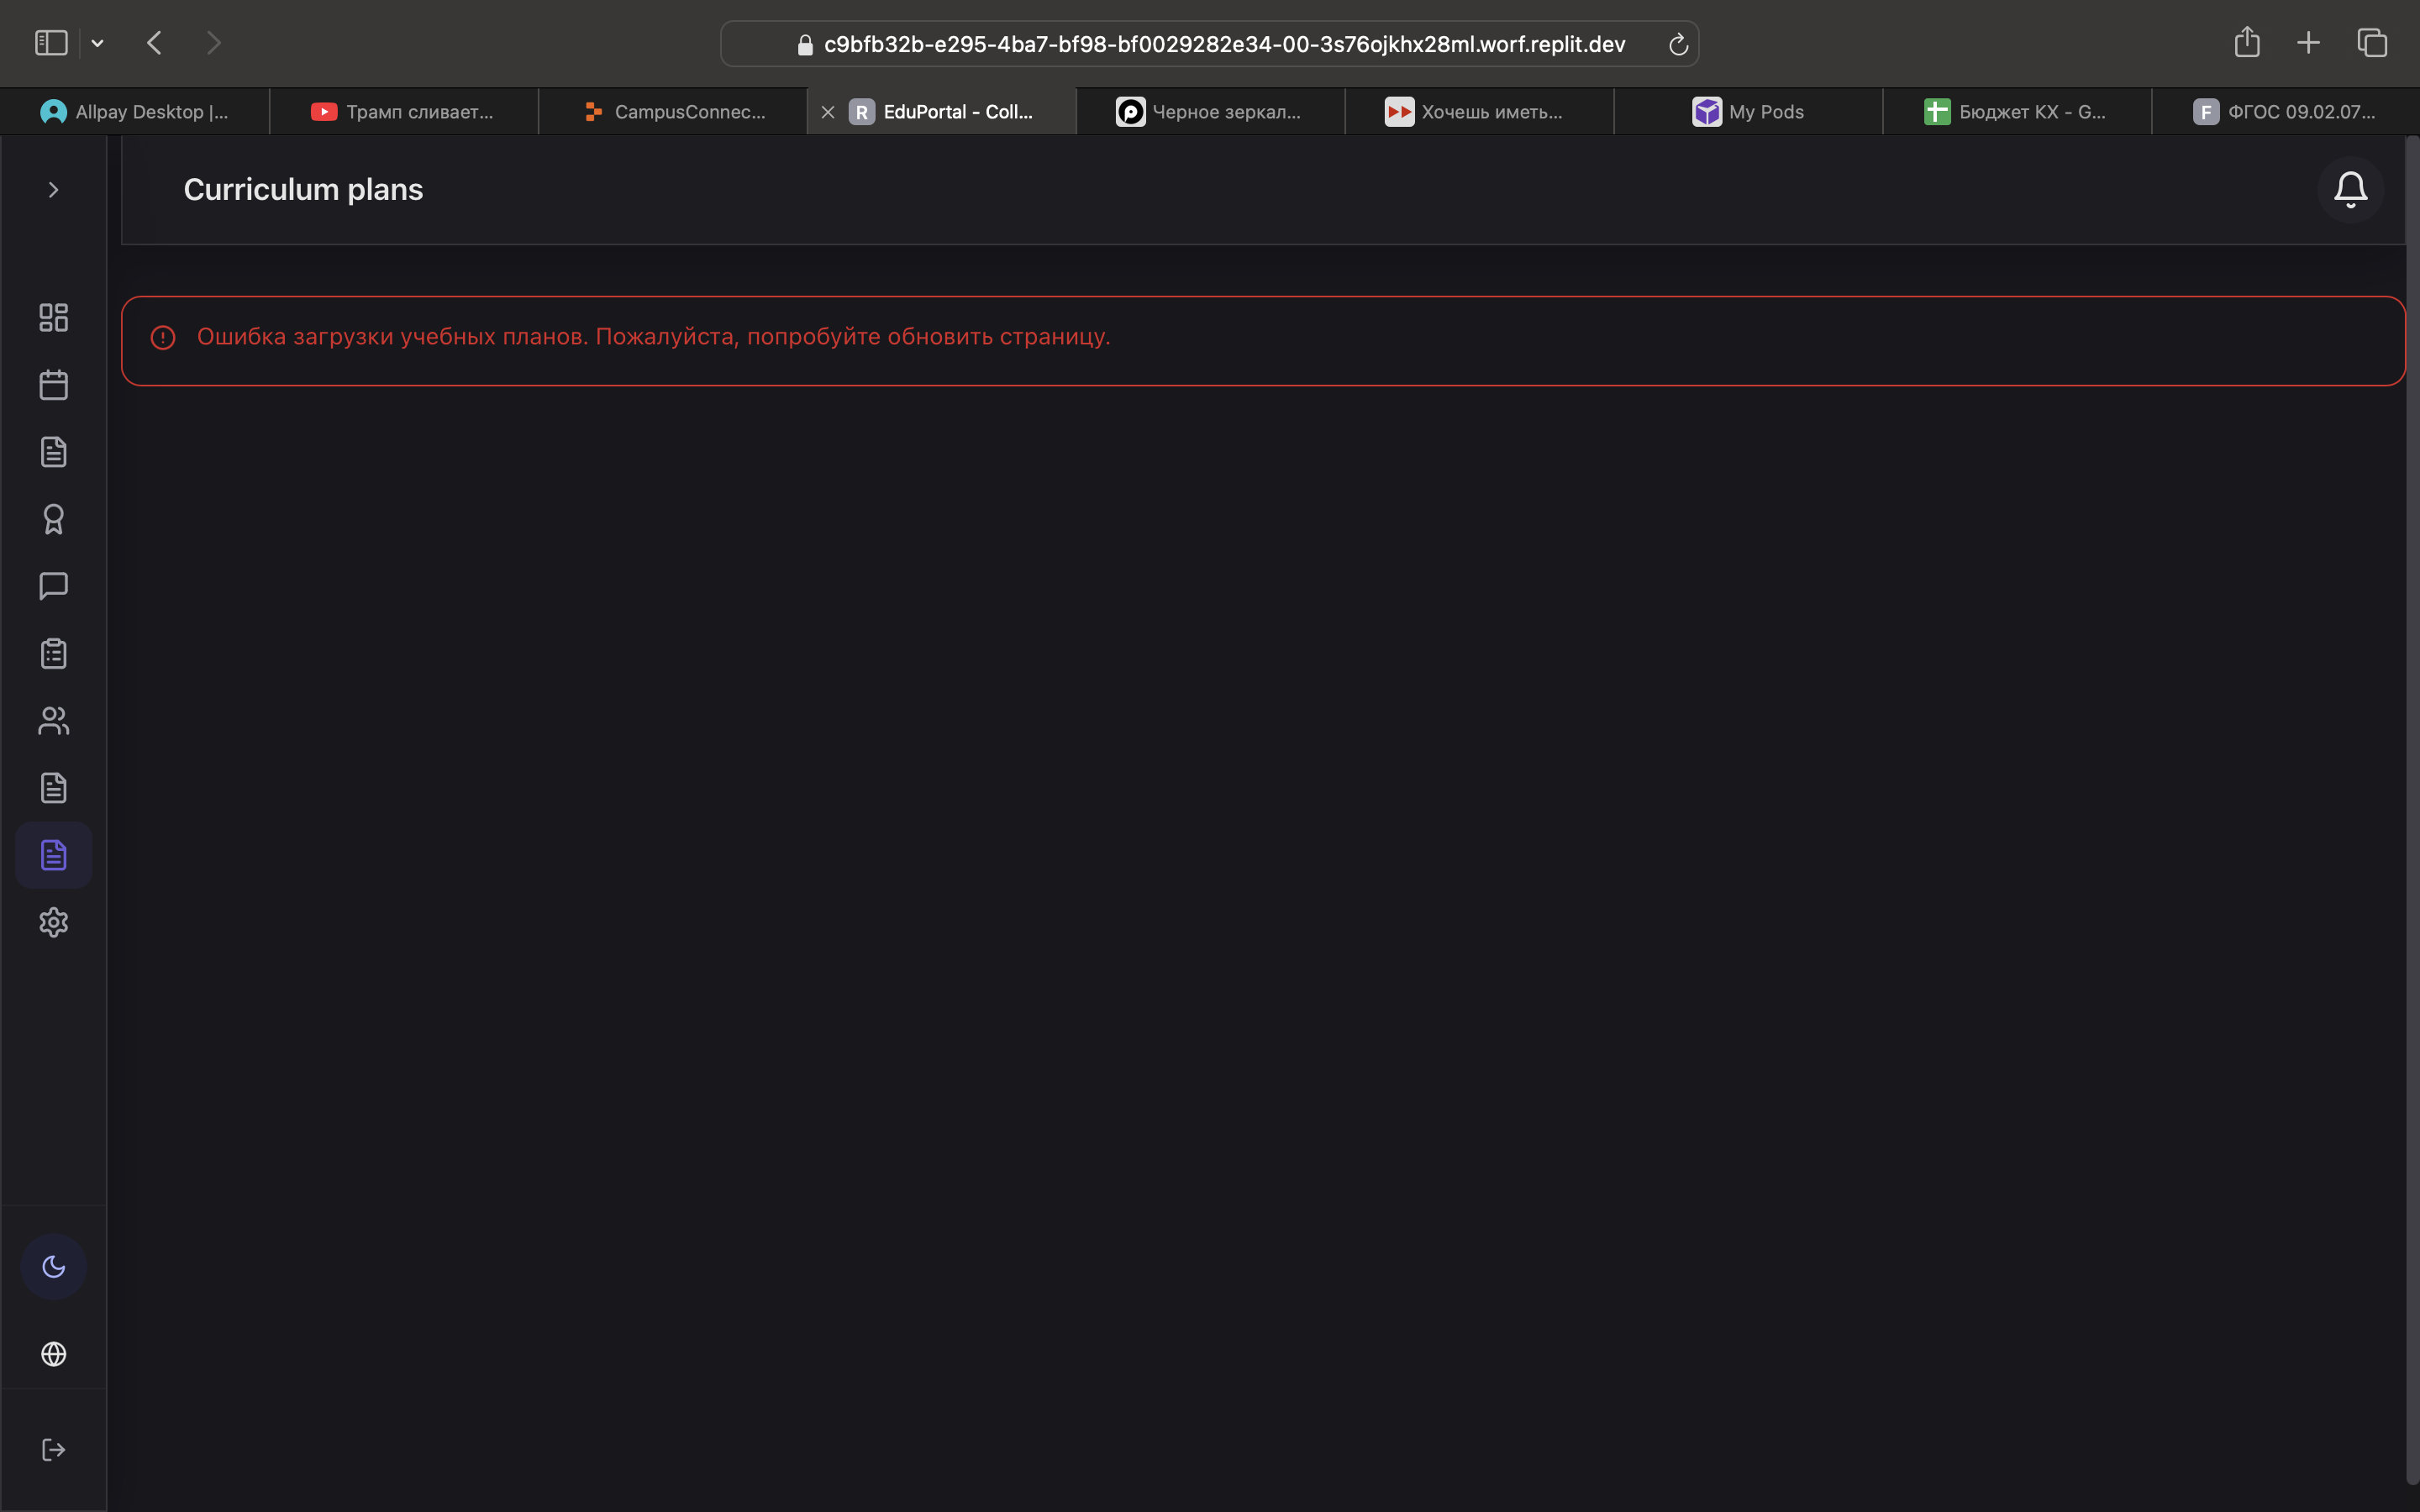 c9bfb32b-e295-4ba7-bf98-bf0029282e34-00-3s76ojkhx28ml.worf.replit.dev
Allpay Desktop |...
Трамп сливает...
CampusConnec...
R EduPortal - Coll...
Черное зеркал...
Хочешь иметь...
My Pods
Бюджет КХ - G...
F ФГОС 09.02.07...
Curriculum plans
Ошибка загрузки учебных планов. Пожалуйста, попробуйте обновить страницу.